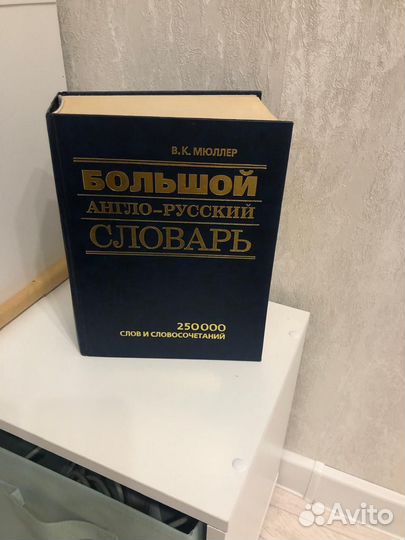 В.К. МЮЛЛЕР
БОЛЬШОЙ
АНГЛО-РУССКИЙ
СЛОВАРЬ
250000
СЛОВ И СЛОВОСОЧЕТАНИЙ
Avito